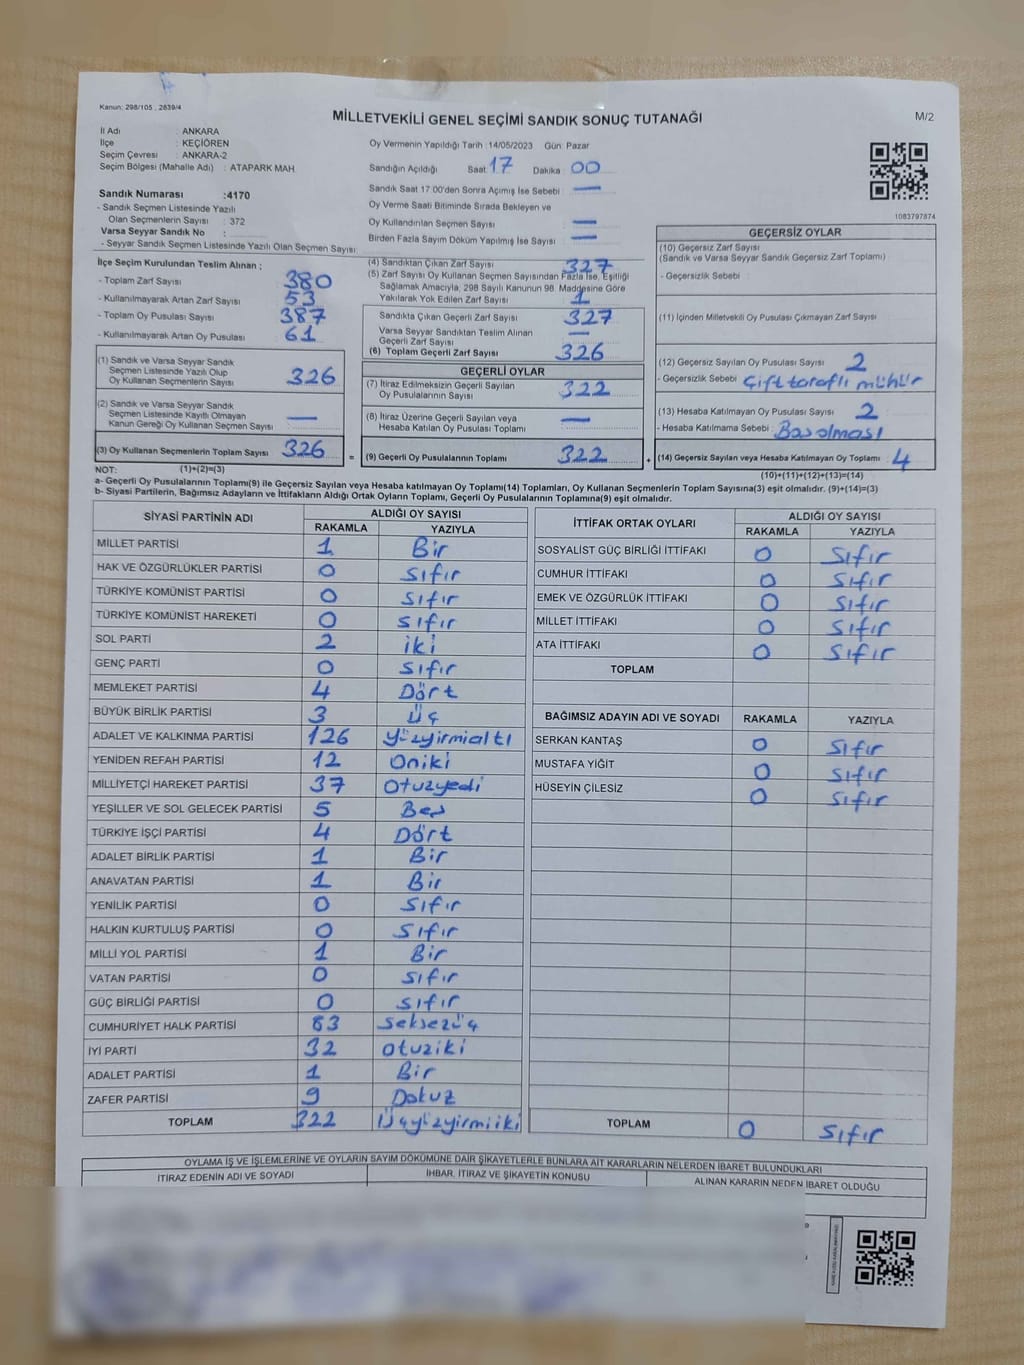 Kanun: 298/105 , 2839/4
MİLLETVEKİLİ GENEL SEÇİMİ SANDIK SONUÇ TUTANAĞI
M/2
İl Adı : ANKARA
İlçe : KEÇİÖREN
Seçim Çevresi : ANKARA-2
Seçim Bölgesi (Mahalle Adı) : ATAPARK MAH
Sandık Numarası :4170
- Sandık Seçmen Listesinde Yazılı
Olan Seçmenlerin Sayısı : 372
Varsa Seyyar Sandık No :
- Seyyar Sandık Seçmen Listesinde Yazılı Olan Seçmen Sayısı:
Oy Vermenin Yapıldığı Tarih :14/05/2023 Gün: Pazar
Sandığın Açıldığı Saat: 17 Dakika: 00
Sandık Saat 17.00'den Sonra Açımış İse Sebebi : —
Oy Verme Saati Bitiminde Sırada Bekleyen ve
Oy Kullandırılan Seçmen Sayısı : —
Birden Fazla Sayım Döküm Yapılmış İse Sayısı : —
1083797874
İlçe Seçim Kurulundan Teslim Alınan ;
- Toplam Zarf Sayısı : 380
- Kullanılmayarak Artan Zarf Sayısı : 53
- Toplam Oy Pusulası Sayısı : 387
- Kullanılmayarak Artan Oy Pusulası : 61
(1) Sandık ve Varsa Seyyar Sandık
Seçmen Listesinde Yazılı Olup
Oy Kullanan Seçmenlerin Sayısı : 326
(2) Sandık ve Varsa Seyyar Sandık
Seçmen Listesinde Kayıtlı Olmayan
Kanun Gereği Oy Kullanan Seçmen Sayısı : —
(3) Oy Kullanan Seçmenlerin Toplam Sayısı : 326
(4) Sandıktan Çıkan Zarf Sayısı : 327
(5) Zarf Sayısı Oy Kullanan Seçmen Sayısından Fazla İse, Eşitliği
Sağlamak Amacıyla, 298 Sayılı Kanunun 98. Maddesine Göre
Yakılarak Yok Edilen Zarf Sayısı : 1
Sandıkta Çıkan Geçerli Zarf Sayısı : 327
Varsa Seyyar Sandıktan Teslim Alınan
Geçerli Zarf Sayısı : —
(6) Toplam Geçerli Zarf Sayısı : 326
GEÇERLİ OYLAR
(7) İtiraz Edilmeksizin Geçerli Sayılan
Oy Pusulalarının Sayısı : 322
(8) İtiraz Üzerine Geçerli Sayılan veya
Hesaba Katılan Oy Pusulası Toplamı : —
= (9) Geçerli Oy Pusulalarının Toplamı : 322
GEÇERSİZ OYLAR
(10) Geçersiz Zarf Sayısı
(Sandık ve Varsa Seyyar Sandık Geçersiz Zarf Toplamı)
- Geçersizlik Sebebi :
(11) İçinden Milletvekili Oy Pusulası Çıkmayan Zarf Sayısı :
(12) Geçersiz Sayılan Oy Pusulası Sayısı : 2
- Geçersizlik Sebebi : Çift taraflı mühür
(13) Hesaba Katılmayan Oy Pusulası Sayısı : 2
- Hesaba Katılmama Sebebi : Boş olması
+ (14) Geçersiz Sayılan veya Hesaba Katılmayan Oy Toplamı : 4
NOT: (1)+(2)=(3)
(10)+(11)+(12)+(13)=(14)
a- Geçerli Oy Pusulalarının Toplamı(9) ile Geçersiz Sayılan veya Hesaba katılmayan Oy Toplamı(14) Toplamları, Oy Kullanan Seçmenlerin Toplam Sayısına(3) eşit olmalıdır. (9)+(14)=(3)
b- Siyasi Partilerin, Bağımsız Adayların ve İttifakların Aldığı Ortak Oyların Toplamı, Geçerli Oy Pusulalarının Toplamına(9) eşit olmalıdır.
SİYASİ PARTİNİN ADI ALDIĞI OY SAYISI
RAKAMLA YAZIYLA
MİLLET PARTİSİ 1 Bir
HAK VE ÖZGÜRLÜKLER PARTİSİ 0 Sıfır
TÜRKİYE KOMÜNİST PARTİSİ 0 Sıfır
TÜRKİYE KOMÜNİST HAREKETİ 0 Sıfır
SOL PARTİ 2 iki
GENÇ PARTİ 0 Sıfır
MEMLEKET PARTİSİ 4 Dört
BÜYÜK BİRLİK PARTİSİ 3 Üç
ADALET VE KALKINMA PARTİSİ 126 yüzyirmialtı
YENİDEN REFAH PARTİSİ 12 Oniki
MİLLİYETÇİ HAREKET PARTİSİ 37 Otuzyedi
YEŞİLLER VE SOL GELECEK PARTİSİ 5 Beş
TÜRKİYE İŞÇİ PARTİSİ 4 Dört
ADALET BİRLİK PARTİSİ 1 Bir
ANAVATAN PARTİSİ 1 Bir
YENİLİK PARTİSİ 0 Sıfır
HALKIN KURTULUŞ PARTİSİ 0 Sıfır
MİLLİ YOL PARTİSİ 1 Bir
VATAN PARTİSİ 0 Sıfır
GÜÇ BİRLİĞİ PARTİSİ 0 Sıfır
CUMHURİYET HALK PARTİSİ 83 Seksezüç
İYİ PARTİ 32 Otuziki
ADALET PARTİSİ 1 Bir
ZAFER PARTİSİ 9 Dokuz
TOPLAM 322 Üçyüzyirmiiki
İTTİFAK ORTAK OYLARI ALDIĞI OY SAYISI
RAKAMLA YAZIYLA
SOSYALİST GÜÇ BİRLİĞİ İTTİFAKI 0 Sıfır
CUMHUR İTTİFAKI 0 Sıfır
EMEK VE ÖZGÜRLÜK İTTİFAKI 0 Sıfır
MİLLET İTTİFAKI 0 Sıfır
ATA İTTİFAKI 0 Sıfır
TOPLAM
BAĞIMSIZ ADAYIN ADI VE SOYADI RAKAMLA YAZIYLA
SERKAN KANTAŞ 0 Sıfır
MUSTAFA YİĞİT 0 Sıfır
HÜSEYİN ÇİLESİZ 0 Sıfır
TOPLAM 0 Sıfır
OYLAMA İŞ VE İŞLEMLERİNE VE OYLARIN SAYIM DÖKÜMÜNE DAİR ŞİKAYETLERLE BUNLARA AİT KARARLARIN NELERDEN İBARET BULUNDUKLARI
İTİRAZ EDENİN ADI VE SOYADI İHBAR, İTİRAZ VE ŞİKAYETİN KONUSU ALINAN KARARIN NEDEN İBARET OLDUĞU